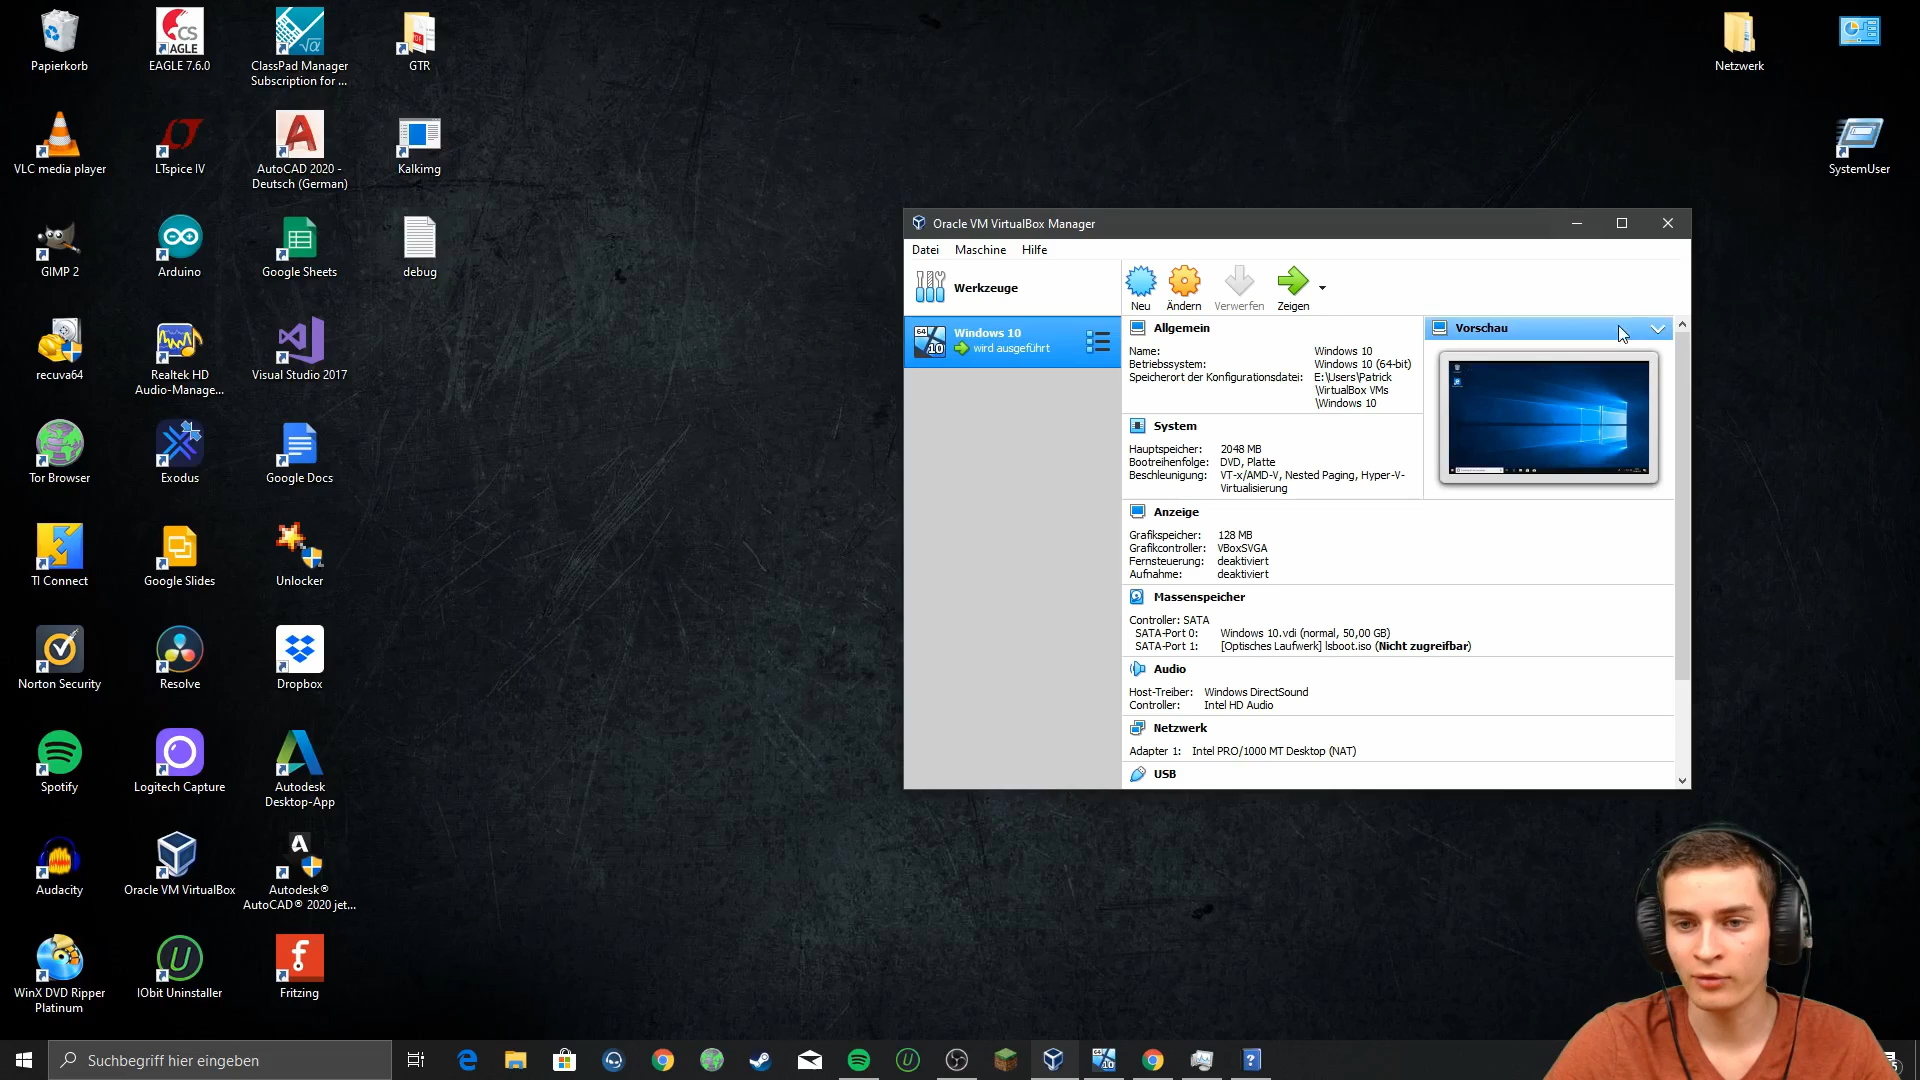 Papierkorb
EAGLE 7.6.0
ClassPad Manager
Subscription for ...
GTR
VLC media player
LTspice IV
AutoCAD 2020 -
Deutsch (German)
Kalkimg
GIMP 2
Arduino
Google Sheets
debug
recuva64
Realtek HD
Audio-Manage...
Visual Studio 2017
Tor Browser
Exodus
Google Docs
TI Connect
Google Slides
Unlocker
Norton Security
Resolve
Dropbox
Spotify
Logitech Capture
Autodesk
Desktop-App
Audacity
Oracle VM VirtualBox
Autodesk®
AutoCAD® 2020 jet...
WinX DVD Ripper
Platinum
IObit Uninstaller
Fritzing
Netzwerk
SystemUser
Oracle VM VirtualBox Manager
Datei Maschine Hilfe
Werkzeuge
Neu Ändern Verwerfen Zeigen
Windows 10
wird ausgeführt
Allgemein
Name: Windows 10
Betriebssystem: Windows 10 (64-bit)
Speicherort der Konfigurationsdatei: E:\Users\Patrick
\VirtualBox VMs
\Windows 10
Vorschau
System
Hauptspeicher: 2048 MB
Bootreihenfolge: DVD, Platte
Beschleunigung: VT-x/AMD-V, Nested Paging, Hyper-V-
Virtualisierung
Anzeige
Grafikspeicher: 128 MB
Grafikcontroller: VBoxSVGA
Fernsteuerung: deaktiviert
Aufnahme: deaktiviert
Massenspeicher
Controller: SATA
SATA-Port 0: Windows 10.vdi (normal, 50,00 GB)
SATA-Port 1: [Optisches Laufwerk] lsboot.iso (Nicht zugreifbar)
Audio
Host-Treiber: Windows DirectSound
Controller: Intel HD Audio
Netzwerk
Adapter 1: Intel PRO/1000 MT Desktop (NAT)
USB
Suchbegriff hier eingeben